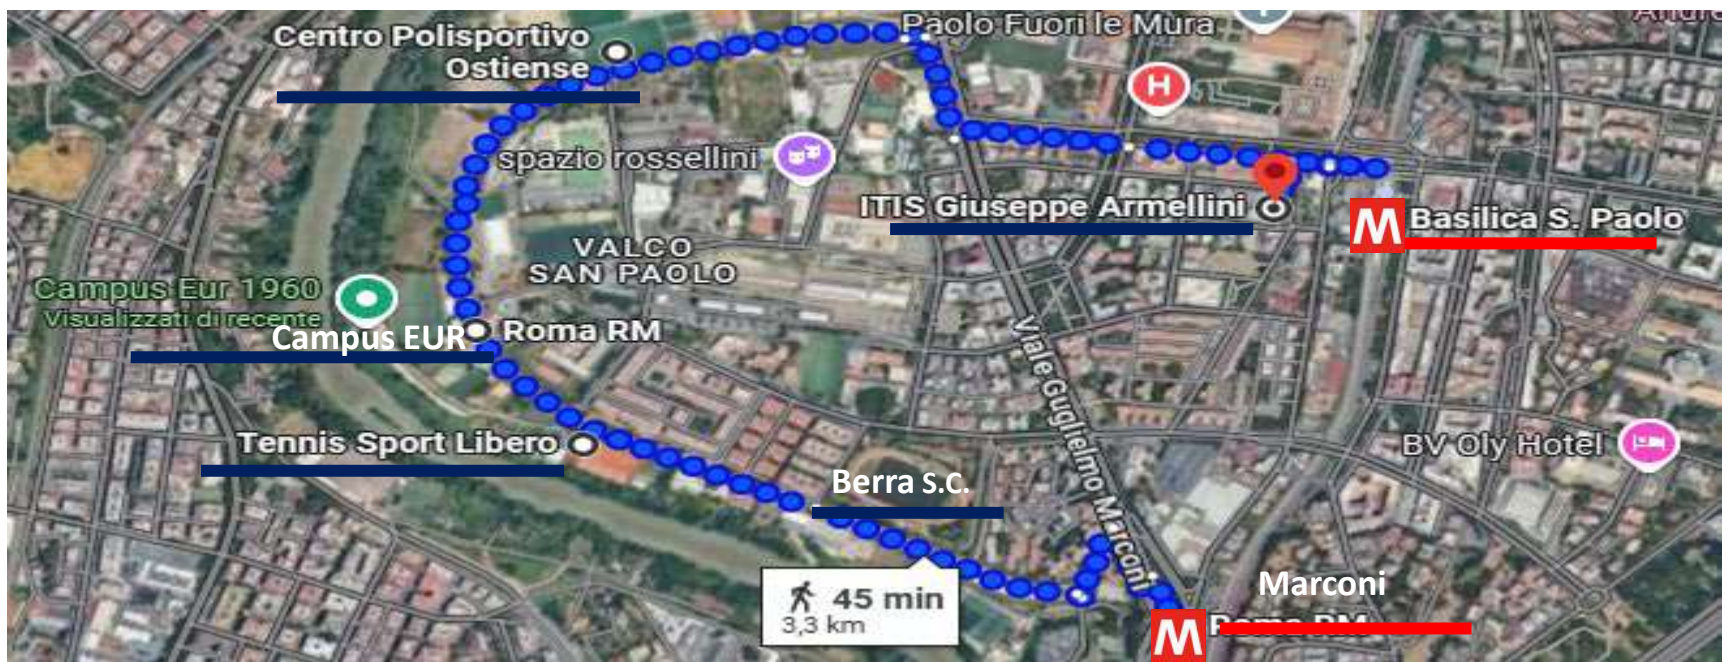 Paolo Fuori le Mura
Centro Polisportivo
Ostiense
H
spazio rossellini
ITIS Giuseppe Armellini
M Basilica S. Paolo
VALCO
SAN PAOLO
Campus Eur 1960
Visualizzati di recente
Campus EUR
Roma RM
Viale Guglielmo Marconi
Tennis Sport Libero
BV Oly Hotel
Berra S.C.
45 min
3,3 km
Marconi
M Roma RM